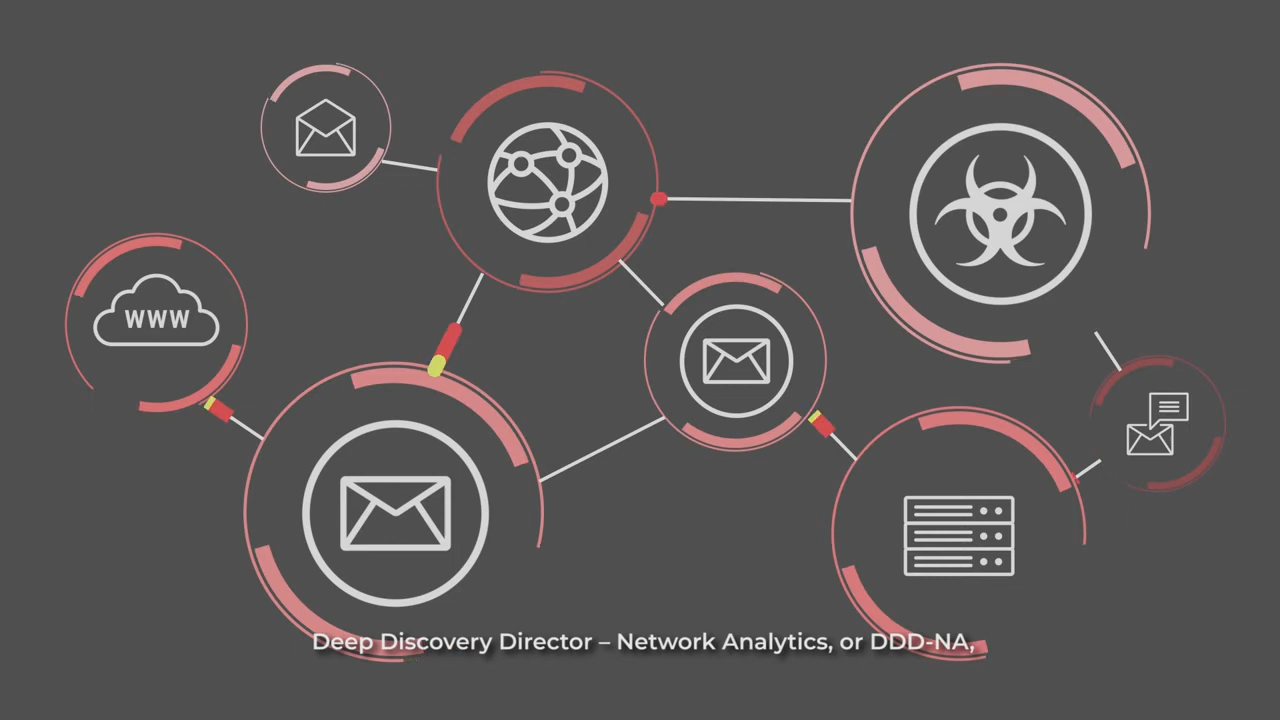 WWW
Deep Discovery Director – Network Analytics, or DDD-NA,